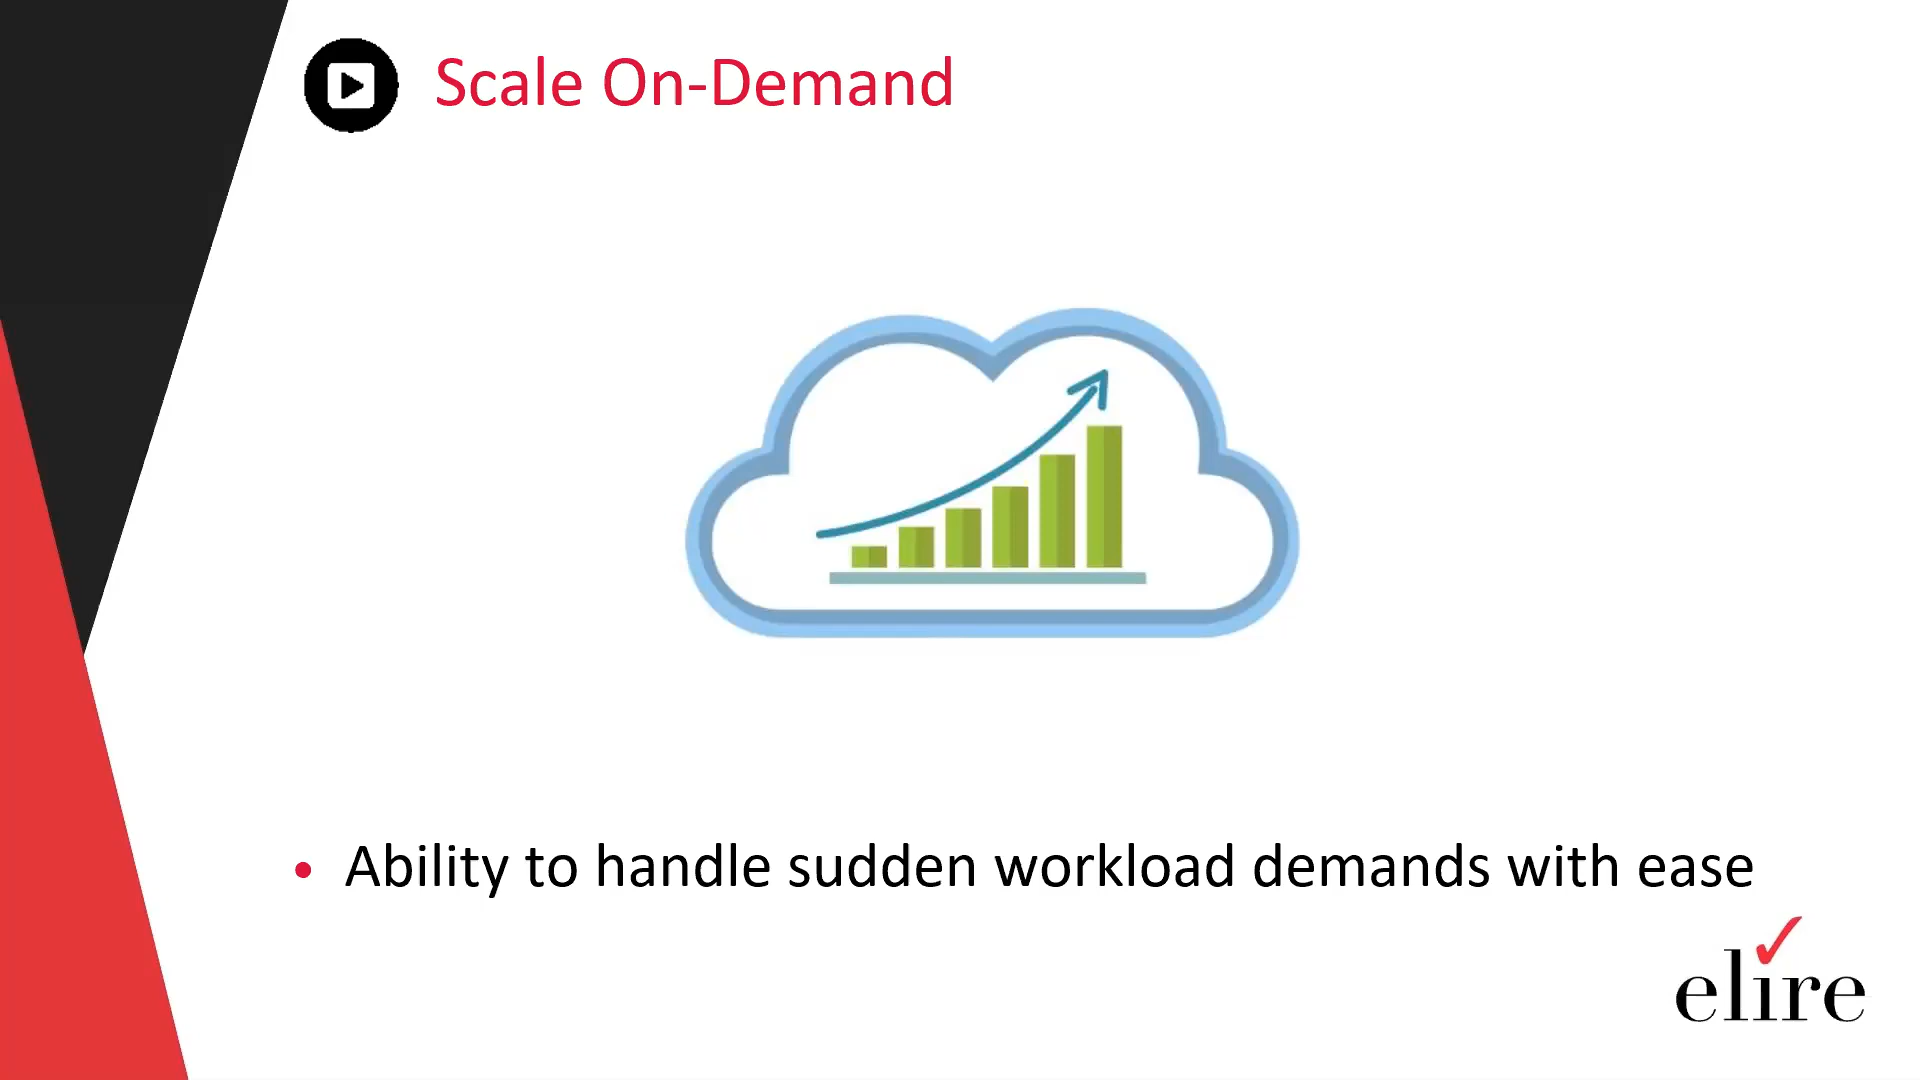 Scale On-Demand
• Ability to handle sudden workload demands with ease
elire